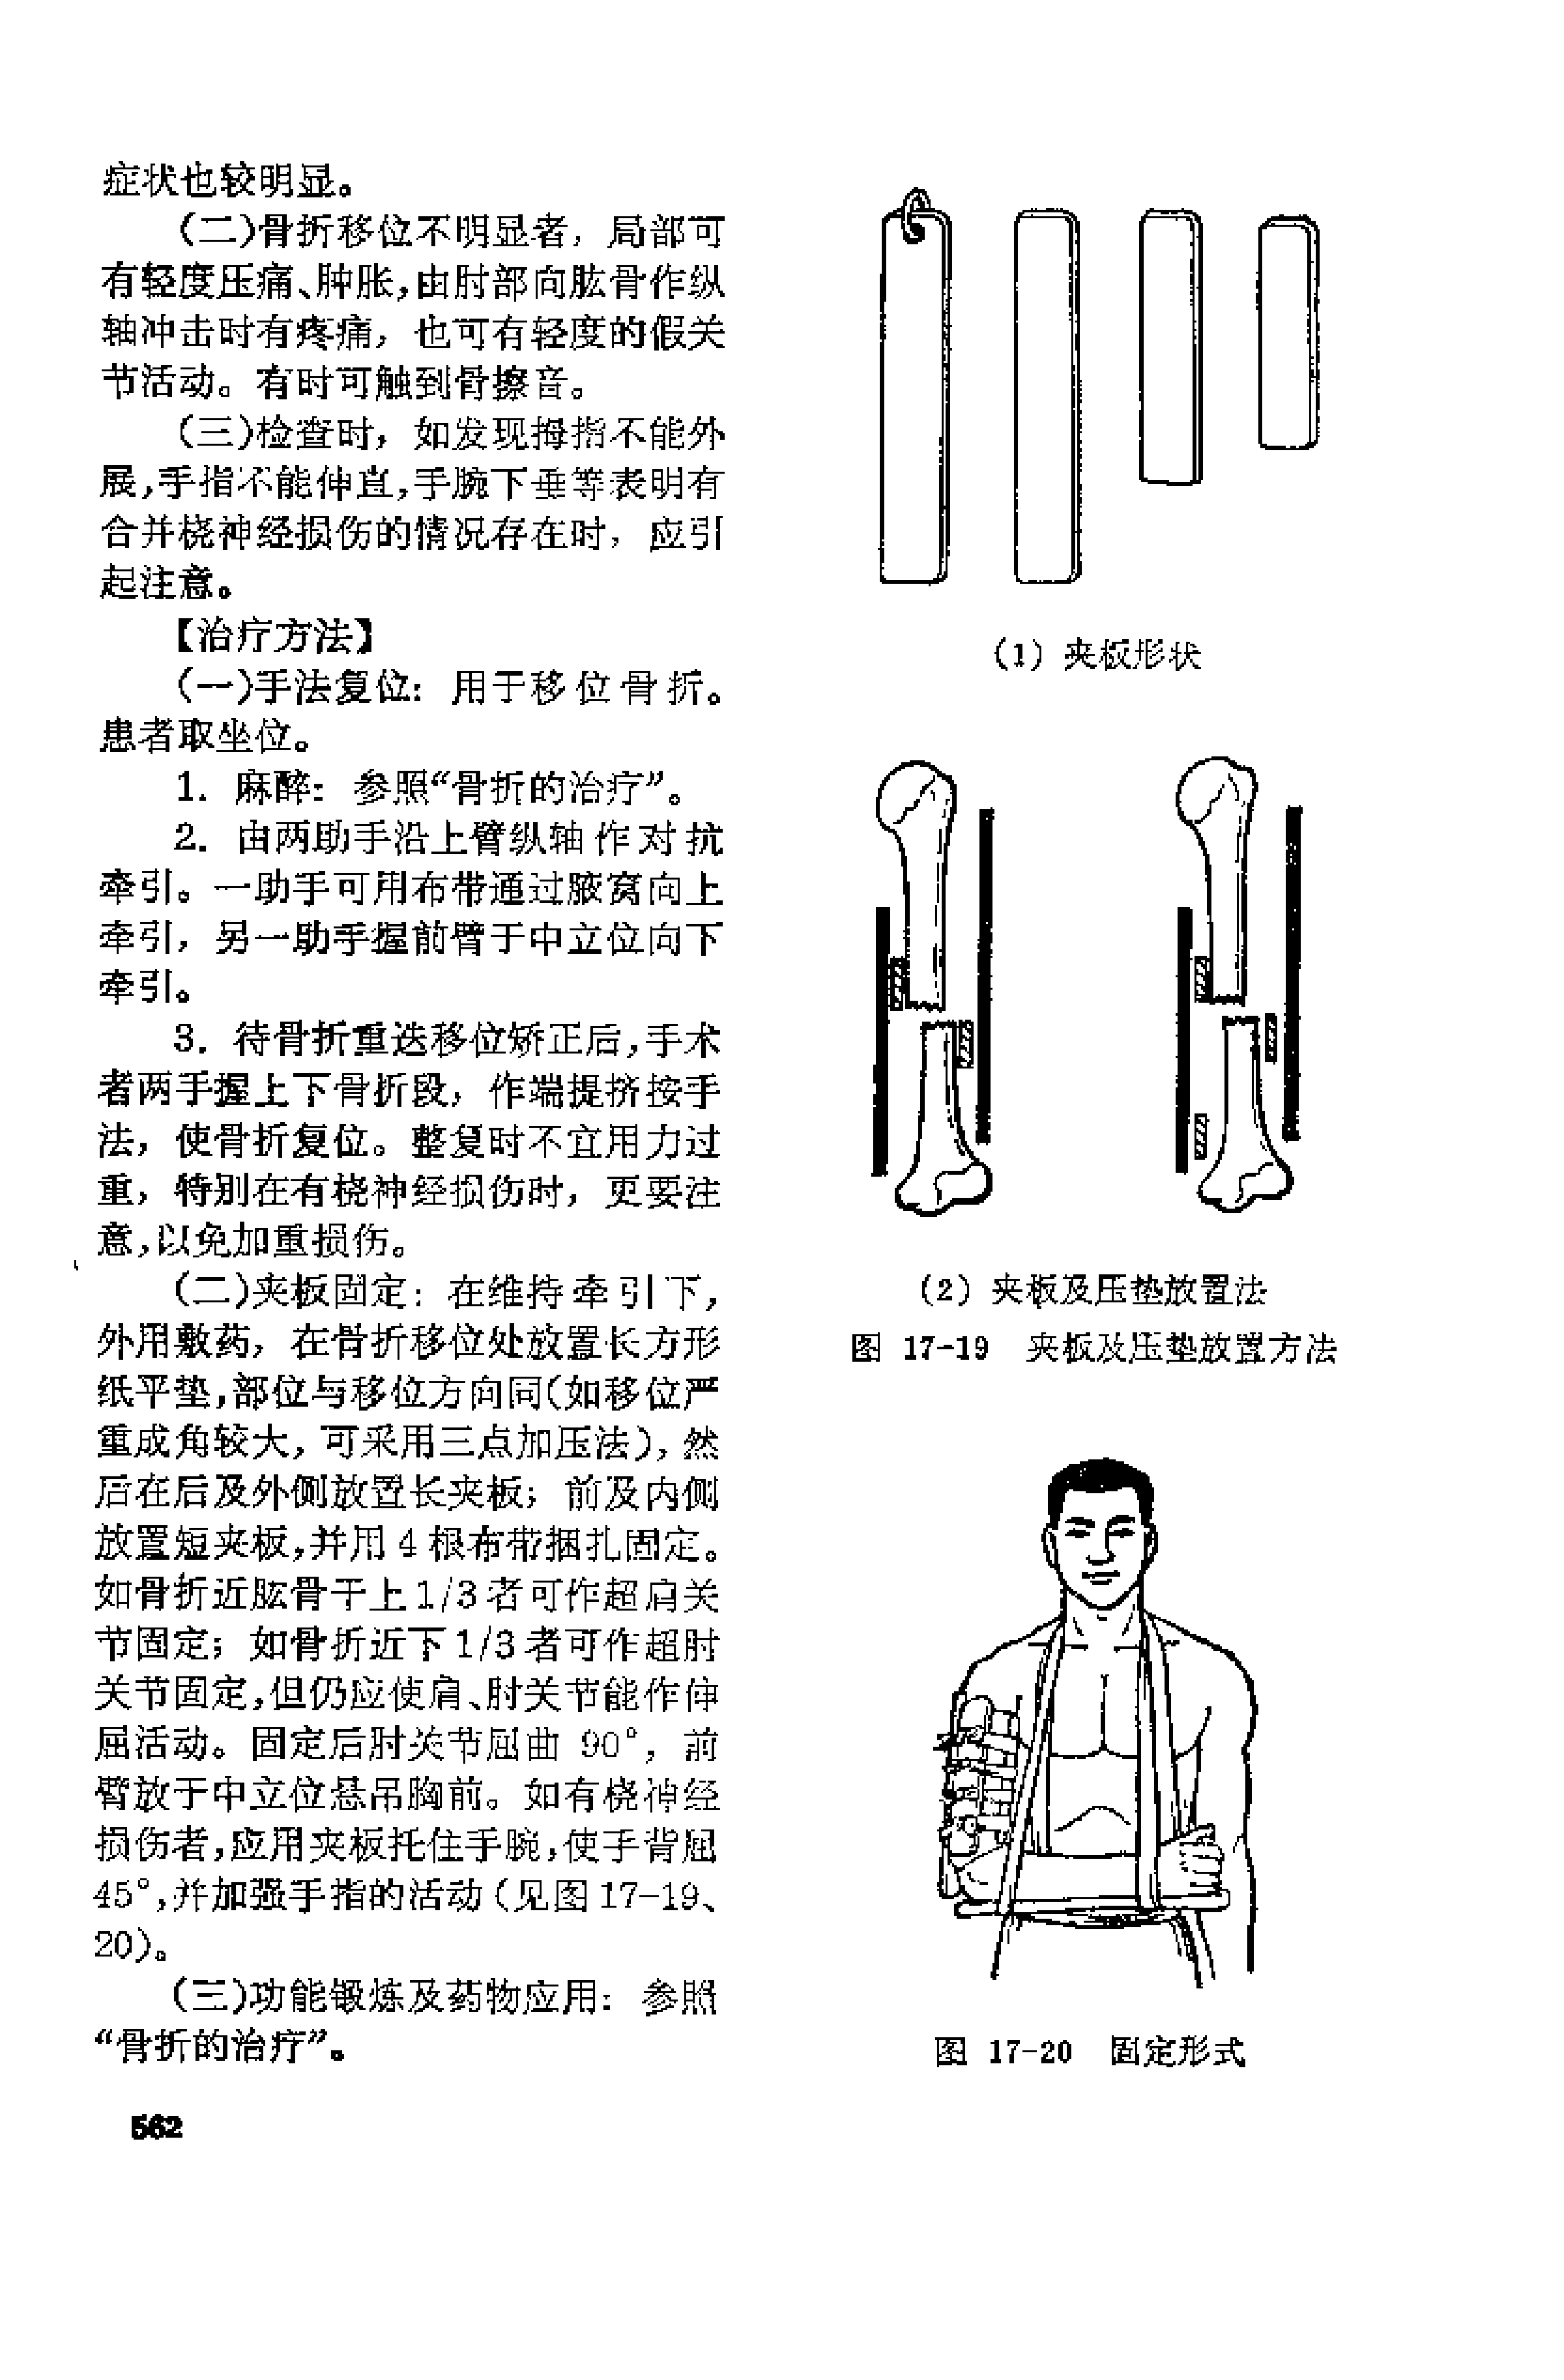 症状也较明显。
(二)骨折移位不明显者，局部可
有轻度压痛、肿胀，由肘部向肱骨作纵
轴冲击时有疼痛，也可有轻度的假关
节活动。有时可触到骨擦音。
(三)检查时，如发现拇指不能外
展，手指不能伸直，手腕下垂等表明有
合并桡神经损伤的情况存在时，应引
起注意。
【治疗方法】
(一)手法复位：用于移位骨折。
患者取坐位。
1. 麻醉：参照“骨折的治疗”。
2. 由两助手沿上臂纵轴作对抗
牵引。一助手可用布带通过腋窝向上
牵引，另一助手握前臂于中立位向下
牵引。
3. 待骨折重迭移位矫正后，手术
者两手握上下骨折段，作端提挤按手
法，使骨折复位。整复时不宜用力过
重，特别在有桡神经损伤时，更要注
意，以免加重损伤。
(二)夹板固定：在维持牵引下，
外用敷药，在骨折移位处放置长方形
纸平垫，部位与移位方向同(如移位严
重成角较大，可采用三点加压法)，然
后在后及外侧放置长夹板；前及内侧
放置短夹板，并用4根布带捆扎固定。
如骨折近肱骨干上1/3者可作超肩关
节固定；如骨折近下1/3者可作超肘
关节固定，但仍应使肩、肘关节能作伸
屈活动。固定后肘关节屈曲 90°，前
臂放于中立位悬吊胸前。如有桡神经
损伤者，应用夹板托住手腕，使手背屈
45°，并加强手指的活动(见图17-19、
20)。
(三)功能锻炼及药物应用：参照
“骨折的治疗”。
562
(1) 夹板形状
(2) 夹板及压垫放置法
图 17-19 夹板及压垫放置方法
图 17-20 固定形式